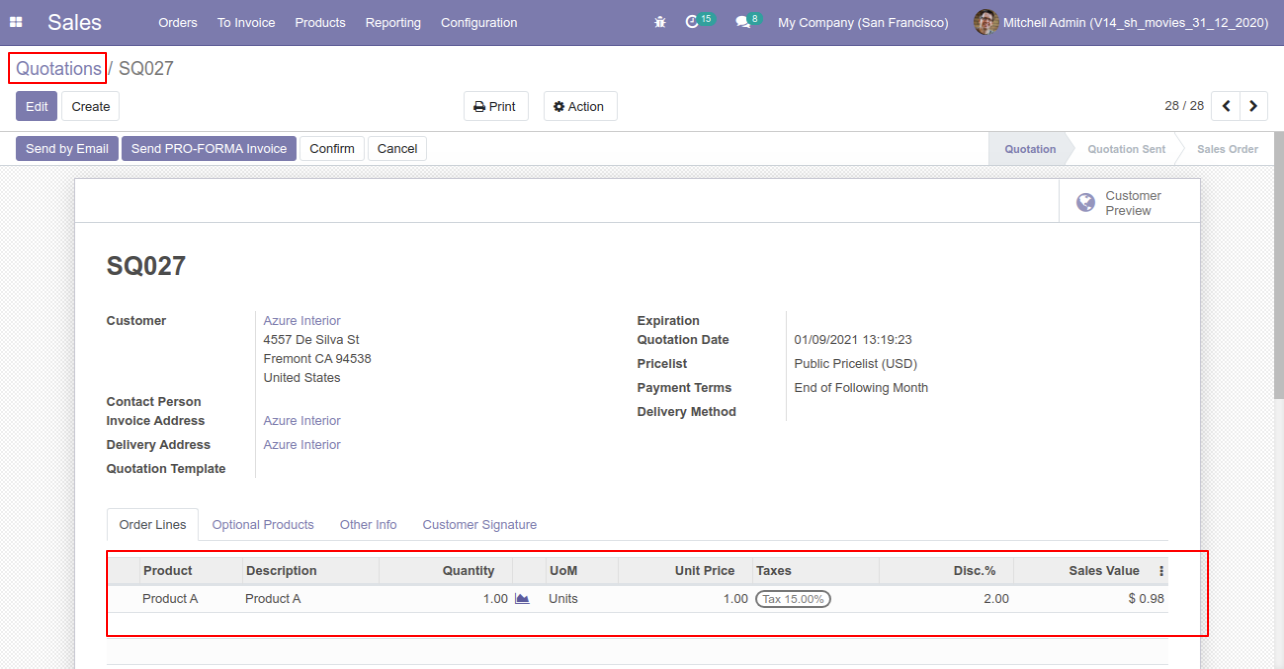 Sales Orders To Invoice Products Reporting Configuration 15 8 My Company (San Francisco) Mitchell Admin (V14_sh_movies_31_12_2020)
Quotations / SQ027
Edit Create Print Action 28 / 28
Send by Email Send PRO-FORMA Invoice Confirm Cancel Quotation Quotation Sent Sales Order
Customer
Preview
SQ027
Customer Azure Interior
4557 De Silva St
Fremont CA 94538
United States
Contact Person
Invoice Address Azure Interior
Delivery Address Azure Interior
Quotation Template
Expiration
Quotation Date 01/09/2021 13:19:23
Pricelist Public Pricelist (USD)
Payment Terms End of Following Month
Delivery Method
Order Lines Optional Products Other Info Customer Signature
Product Description Quantity UoM Unit Price Taxes Disc.% Sales Value
Product A Product A 1.00 Units 1.00 Tax 15.00% 2.00 $ 0.98